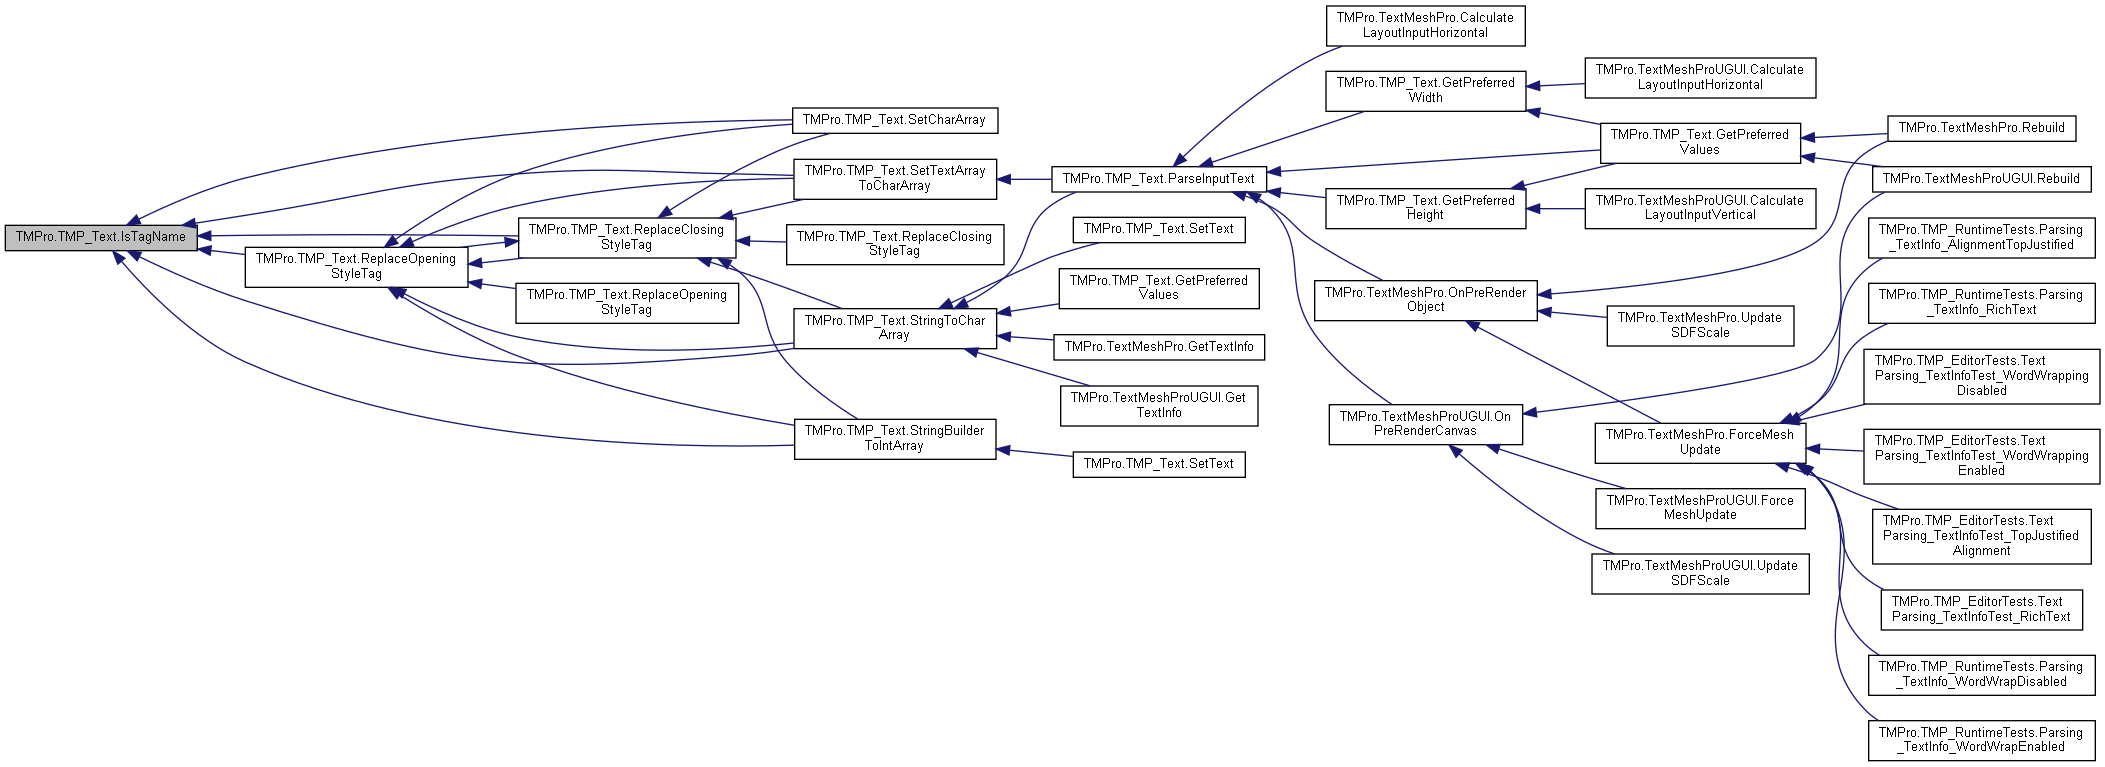 TMPro.TMP_Text.IsTagName
TMPro.TMP_Text.ReplaceOpening
StyleTag
TMPro.TMP_Text.SetCharArray
TMPro.TMP_Text.SetTextArray
ToCharArray
TMPro.TMP_Text.ReplaceClosing
StyleTag
TMPro.TMP_Text.ReplaceClosing
StyleTag
TMPro.TMP_Text.ReplaceOpening
StyleTag
TMPro.TMP_Text.StringToChar
Array
TMPro.TMP_Text.StringBuilder
ToIntArray
TMPro.TMP_Text.ParseInputText
TMPro.TMP_Text.SetText
TMPro.TMP_Text.GetPreferred
Values
TMPro.TextMeshPro.GetTextInfo
TMPro.TextMeshProUGUI.Get
TextInfo
TMPro.TMP_Text.SetText
TMPro.TextMeshPro.Calculate
LayoutInputHorizontal
TMPro.TMP_Text.GetPreferred
Width
TMPro.TMP_Text.GetPreferred
Height
TMPro.TextMeshPro.OnPreRender
Object
TMPro.TextMeshProUGUI.On
PreRenderCanvas
TMPro.TextMeshProUGUI.Calculate
LayoutInputHorizontal
TMPro.TMP_Text.GetPreferred
Values
TMPro.TextMeshProUGUI.Calculate
LayoutInputVertical
TMPro.TextMeshPro.Update
SDFScale
TMPro.TextMeshPro.ForceMesh
Update
TMPro.TextMeshProUGUI.Force
MeshUpdate
TMPro.TextMeshProUGUI.Update
SDFScale
TMPro.TextMeshPro.Rebuild
TMPro.TextMeshProUGUI.Rebuild
TMPro.TMP_RuntimeTests.Parsing
_TextInfo_AlignmentTopJustified
TMPro.TMP_RuntimeTests.Parsing
_TextInfo_RichText
TMPro.TMP_EditorTests.Text
Parsing_TextInfoTest_WordWrapping
Disabled
TMPro.TMP_EditorTests.Text
Parsing_TextInfoTest_WordWrapping
Enabled
TMPro.TMP_EditorTests.Text
Parsing_TextInfoTest_TopJustified
Alignment
TMPro.TMP_EditorTests.Text
Parsing_TextInfoTest_RichText
TMPro.TMP_RuntimeTests.Parsing
_TextInfo_WordWrapDisabled
TMPro.TMP_RuntimeTests.Parsing
_TextInfo_WordWrapEnabled